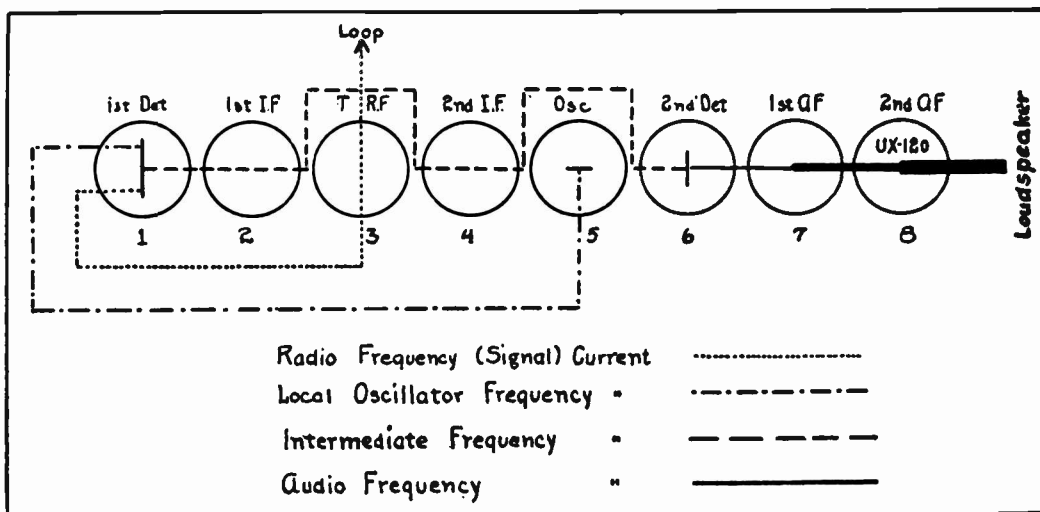 Loop
1st Det 1st I.F T RF 2nd I.F. Osc 2nd Det 1st AF 2nd AF
UX-120
1 2 3 4 5 6 7 8
Loudspeaker
Radio Frequency (Signal) Current
Local Oscillator Frequency "
Intermediate Frequency "
Audio Frequency "